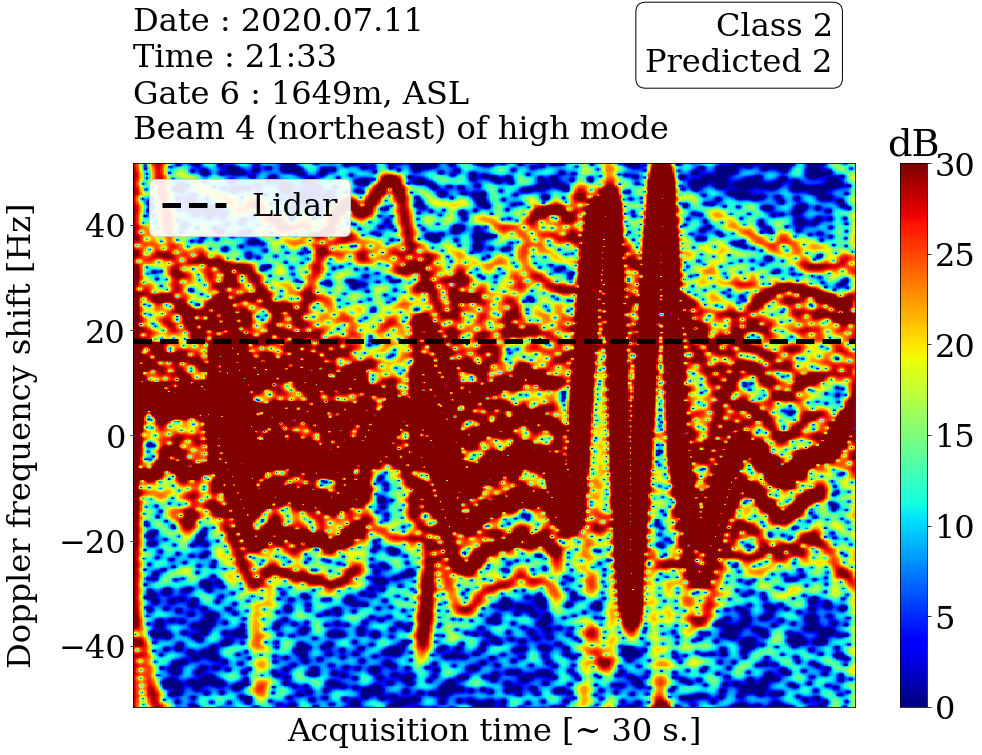 Date : 2020.07.11
Time : 21:33
Gate 6 : 1649m, ASL
Beam 4 (northeast) of high mode
Class 2
Predicted 2
dB
Lidar
Doppler frequency shift [Hz]
40
20
0
−20
−40
30
25
20
15
10
5
0
Acquisition time [~ 30 s.]